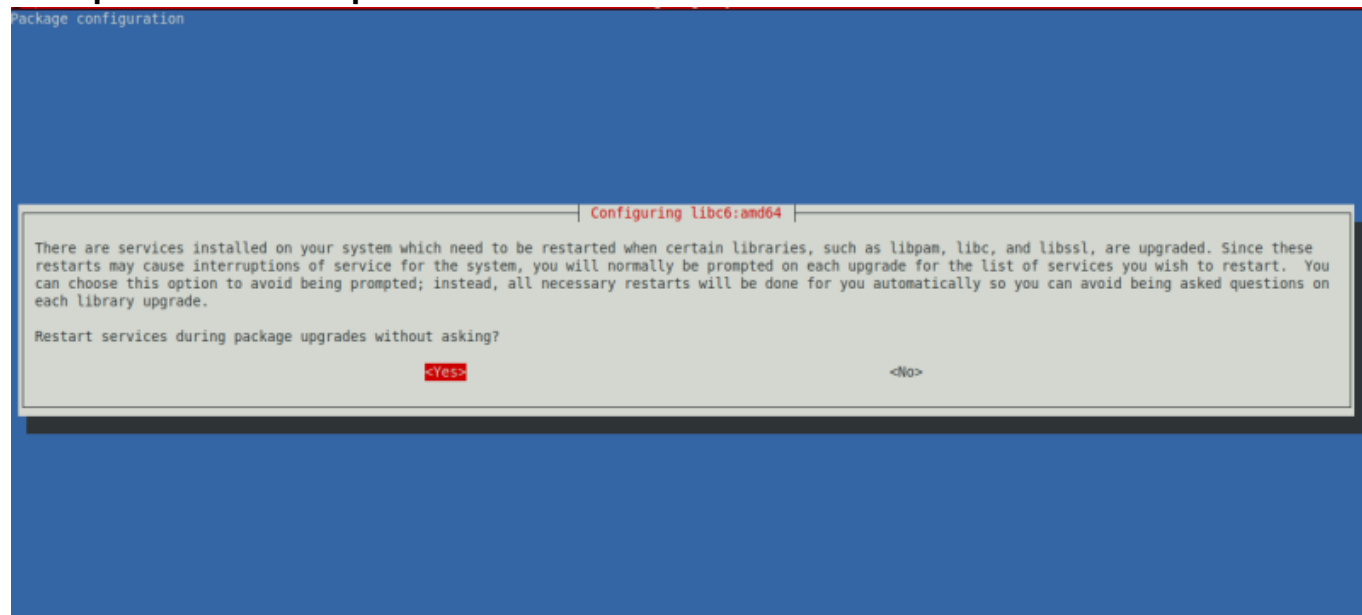 Package configuration
Configuring libc6:amd64
There are services installed on your system which need to be restarted when certain libraries, such as libpam, libc, and libssl, are upgraded. Since these
restarts may cause interruptions of service for the system, you will normally be prompted on each upgrade for the list of services you wish to restart.  You
can choose this option to avoid being prompted; instead, all necessary restarts will be done for you automatically so you can avoid being asked questions on
each library upgrade.
Restart services during package upgrades without asking?
<Yes> <No>